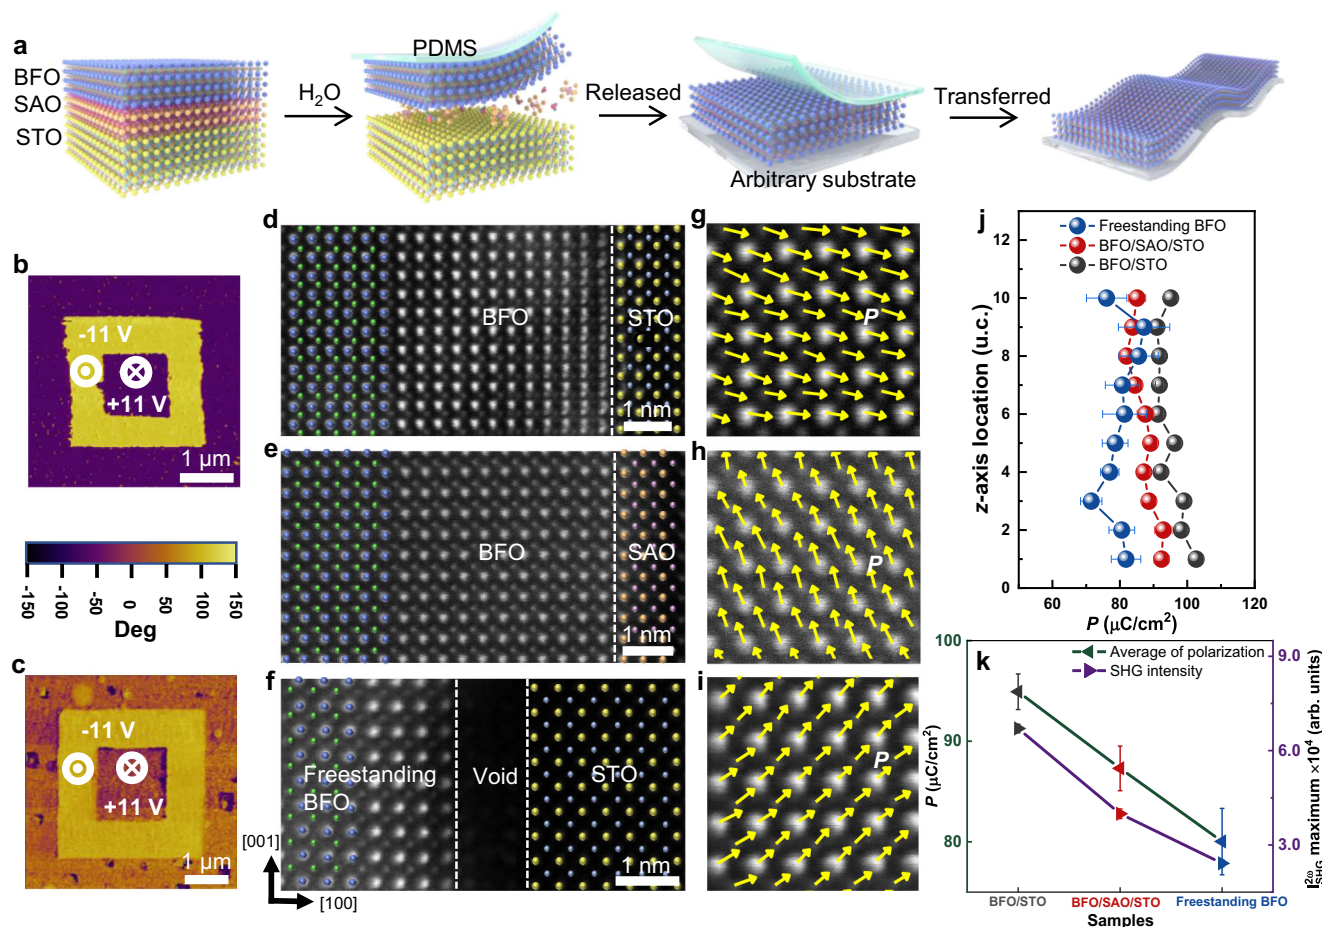 a
BFO
SAO
STO
H2O
PDMS
Released
Arbitrary substrate
Transferred
b
-11 V
+11 V
1 μm
-150
-100
-50
0
50
100
150
Deg
c
-11 V
+11 V
1 μm
d
BFO
STO
1 nm
e
BFO
SAO
1 nm
f
Freestanding
BFO
Void
STO
1 nm
[001]
[100]
g
P
h
P
i
P
j
Freestanding BFO
BFO/SAO/STO
BFO/STO
12
10
8
6
4
2
0
z-axis location (u.c.)
60
80
100
120
P (μC/cm²)
k
Average of polarization
SHG intensity
100
90
80
P (μC/cm²)
9.0
6.0
3.0
I2ω SHG maximum ×10⁴ (arb. units)
BFO/STO
BFO/SAO/STO
Freestanding BFO
Samples